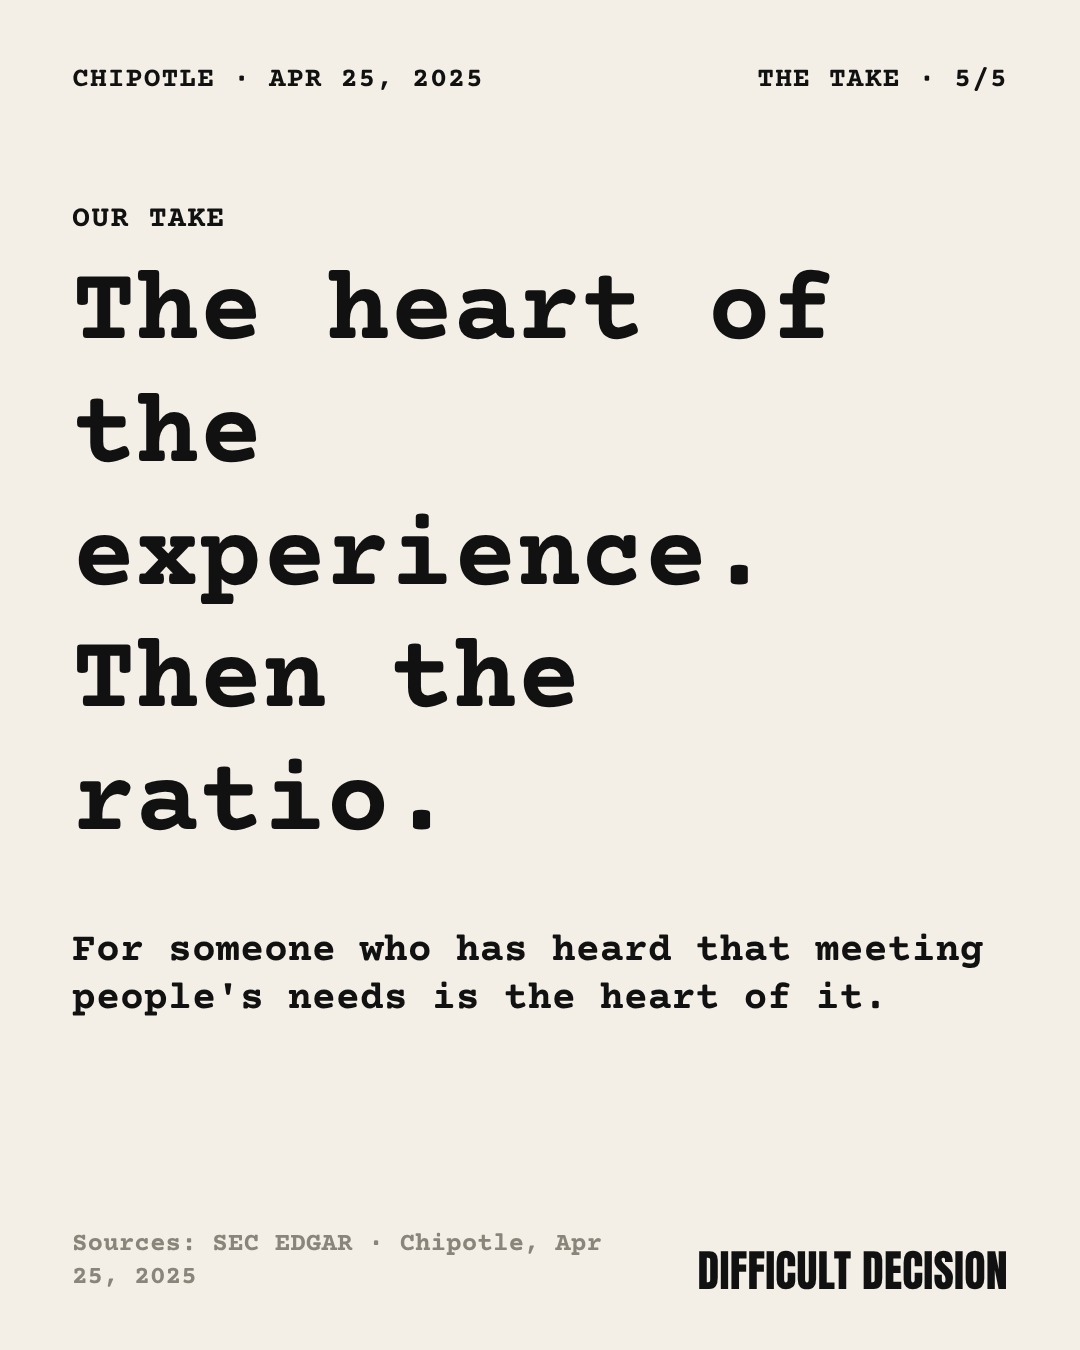 CHIPOTLE · APR 25, 2025
THE TAKE · 5/5
OUR TAKE
The heart of
the
experience.
Then the
ratio.
For someone who has heard that meeting
people's needs is the heart of it.
Sources: SEC EDGAR · Chipotle, Apr
25, 2025
DIFFICULT DECISION